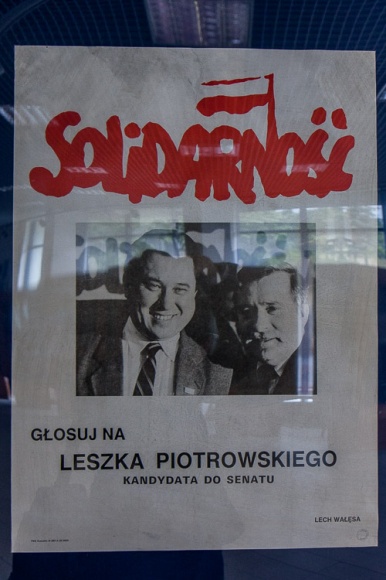 SOLIDARNOŚĆ
GŁOSUJ NA
LESZKA PIOTROWSKIEGO
KANDYDATA DO SENATU
LECH WAŁĘSA